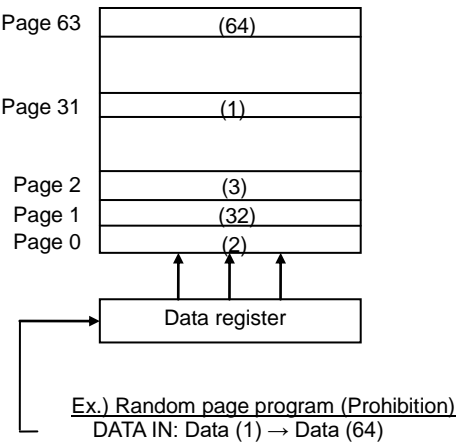 Page 63 (64)
Page 31 (1)
Page 2 (3)
Page 1 (32)
Page 0 (2)
Data register
Ex.) Random page program (Prohibition)
DATA IN: Data (1) → Data (64)